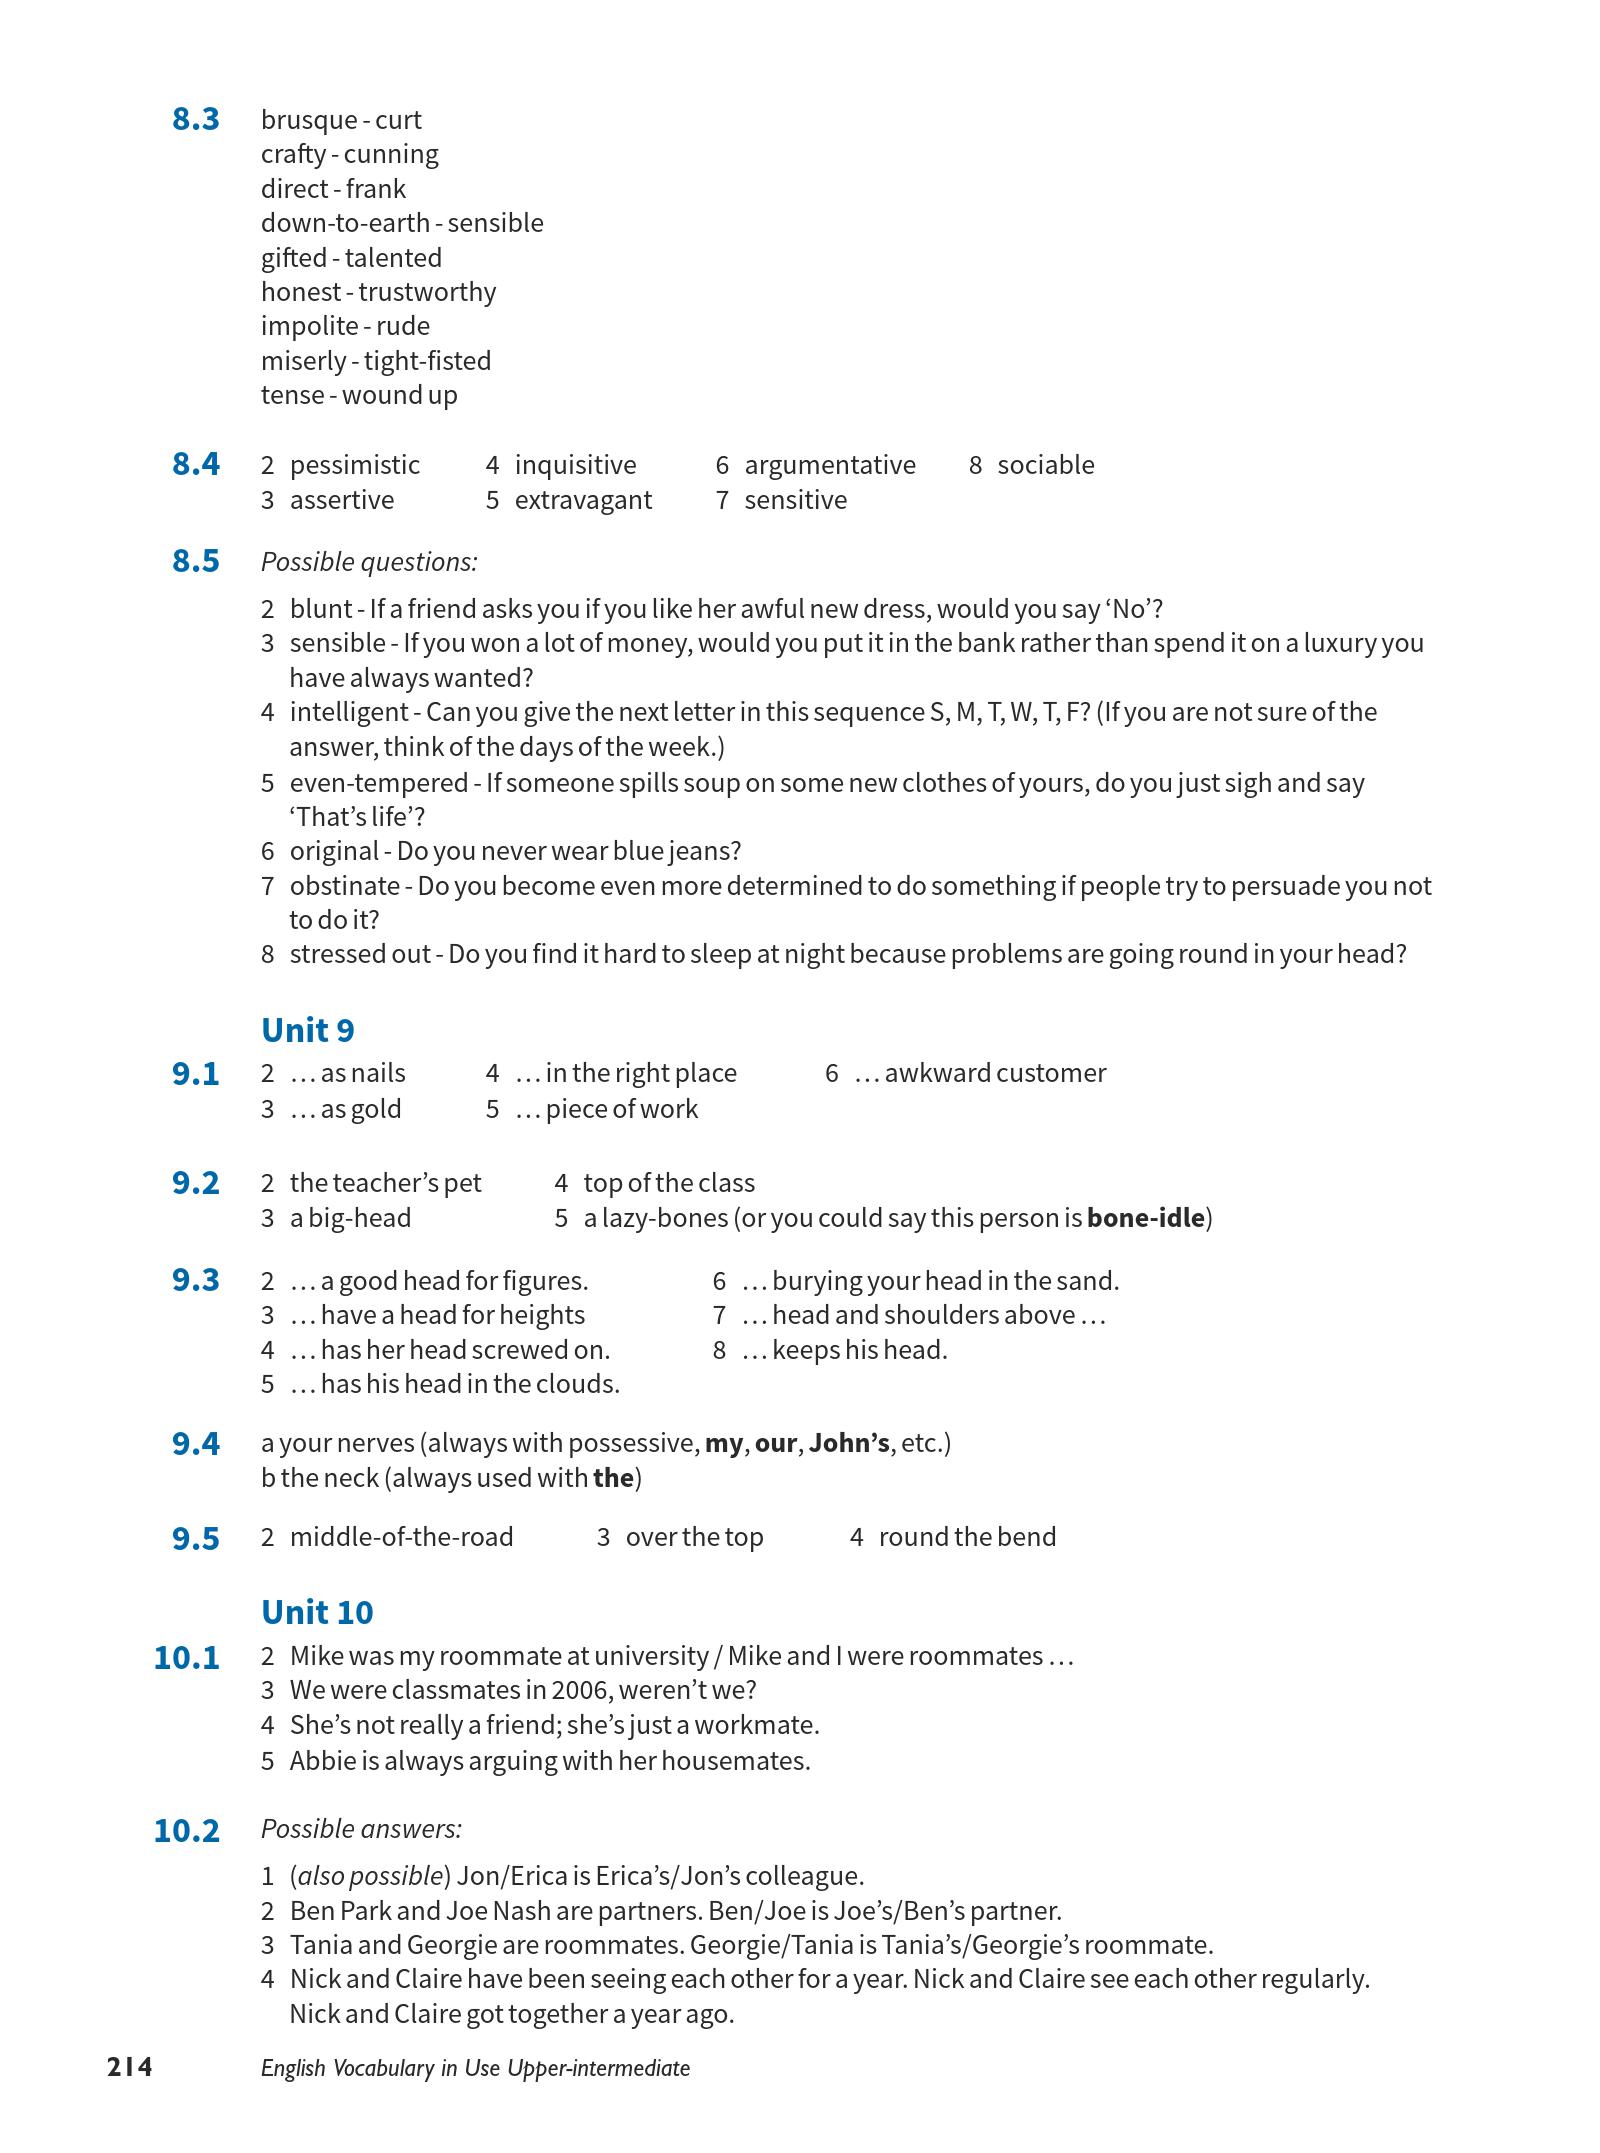 8.3 brusque - curt
crafty - cunning
direct - frank
down-to-earth - sensible
gifted - talented
honest - trustworthy
impolite - rude
miserly - tight-fisted
tense - wound up
8.4 2 pessimistic 4 inquisitive 6 argumentative 8 sociable
3 assertive 5 extravagant 7 sensitive
8.5 Possible questions:
2 blunt - If a friend asks you if you like her awful new dress, would you say ‘No’?
3 sensible - If you won a lot of money, would you put it in the bank rather than spend it on a luxury you
have always wanted?
4 intelligent - Can you give the next letter in this sequence S, M, T, W, T, F? (If you are not sure of the
answer, think of the days of the week.)
5 even-tempered - If someone spills soup on some new clothes of yours, do you just sigh and say
‘That’s life’?
6 original - Do you never wear blue jeans?
7 obstinate - Do you become even more determined to do something if people try to persuade you not
to do it?
8 stressed out - Do you find it hard to sleep at night because problems are going round in your head?
Unit 9
9.1 2 … as nails 4 … in the right place 6 … awkward customer
3 … as gold 5 … piece of work
9.2 2 the teacher’s pet 4 top of the class
3 a big-head 5 a lazy-bones (or you could say this person is bone-idle)
9.3 2 … a good head for figures. 6 … burying your head in the sand.
3 … have a head for heights 7 … head and shoulders above …
4 … has her head screwed on. 8 … keeps his head.
5 … has his head in the clouds.
9.4 a your nerves (always with possessive, my, our, John’s, etc.)
b the neck (always used with the)
9.5 2 middle-of-the-road 3 over the top 4 round the bend
Unit 10
10.1 2 Mike was my roommate at university / Mike and I were roommates …
3 We were classmates in 2006, weren’t we?
4 She’s not really a friend; she’s just a workmate.
5 Abbie is always arguing with her housemates.
10.2 Possible answers:
1 (also possible) Jon/Erica is Erica’s/Jon’s colleague.
2 Ben Park and Joe Nash are partners. Ben/Joe is Joe’s/Ben’s partner.
3 Tania and Georgie are roommates. Georgie/Tania is Tania’s/Georgie’s roommate.
4 Nick and Claire have been seeing each other for a year. Nick and Claire see each other regularly.
Nick and Claire got together a year ago.
214 English Vocabulary in Use Upper-intermediate